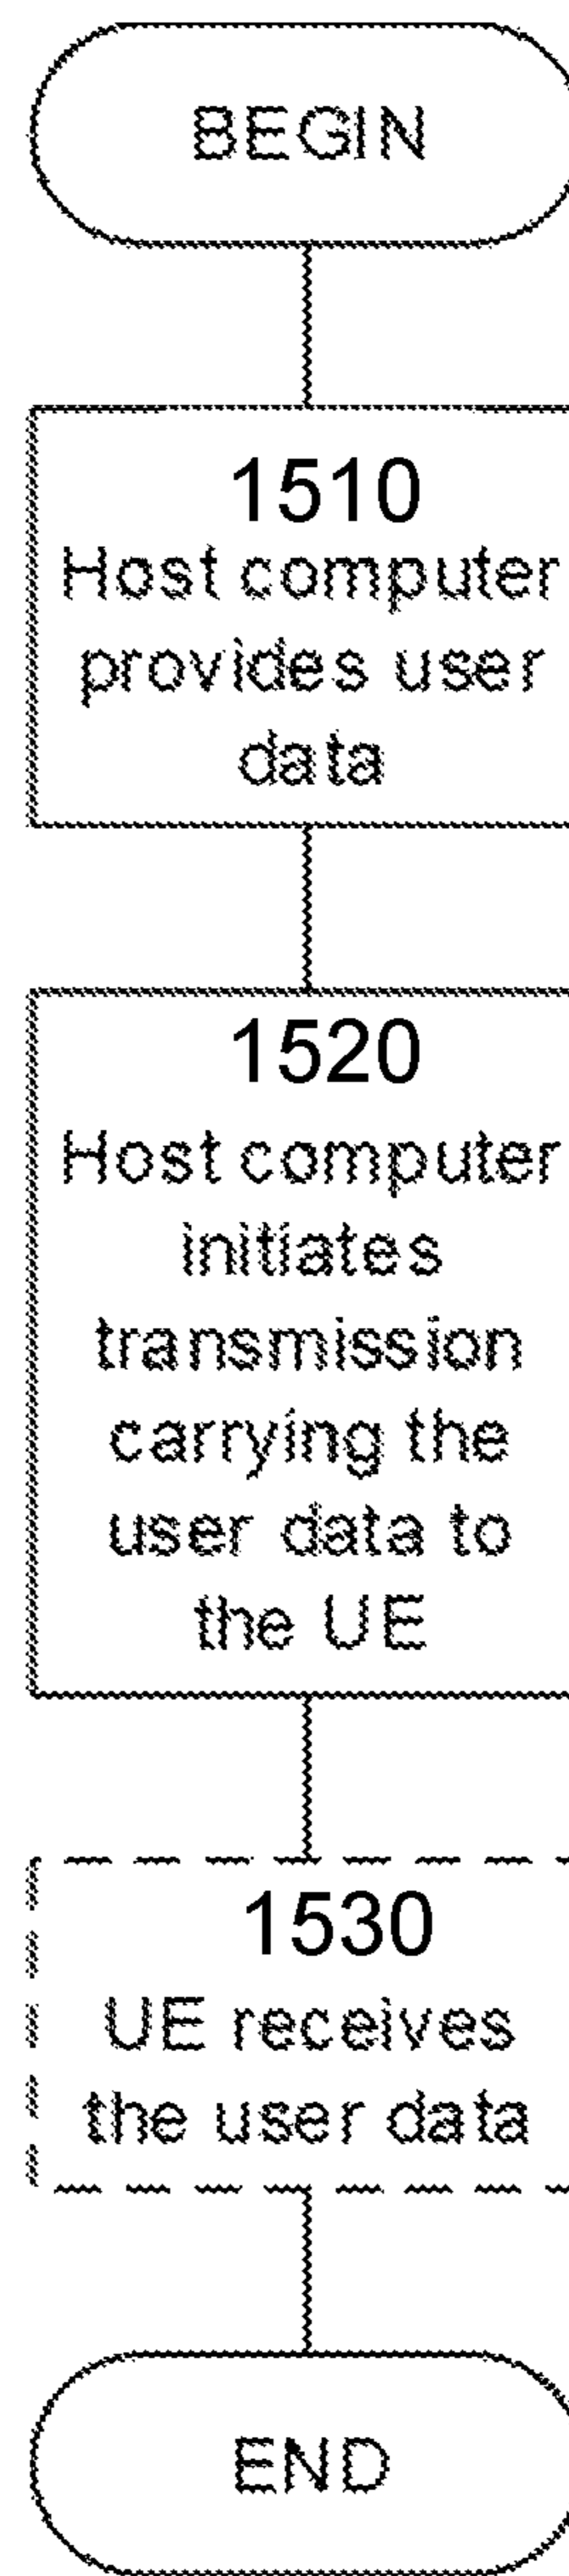 BEGIN
1510
Host computer
provides user
data
1520
Host computer
initiates
transmission
carrying the
user data to
the UE
1530
UE receives
the user data
END